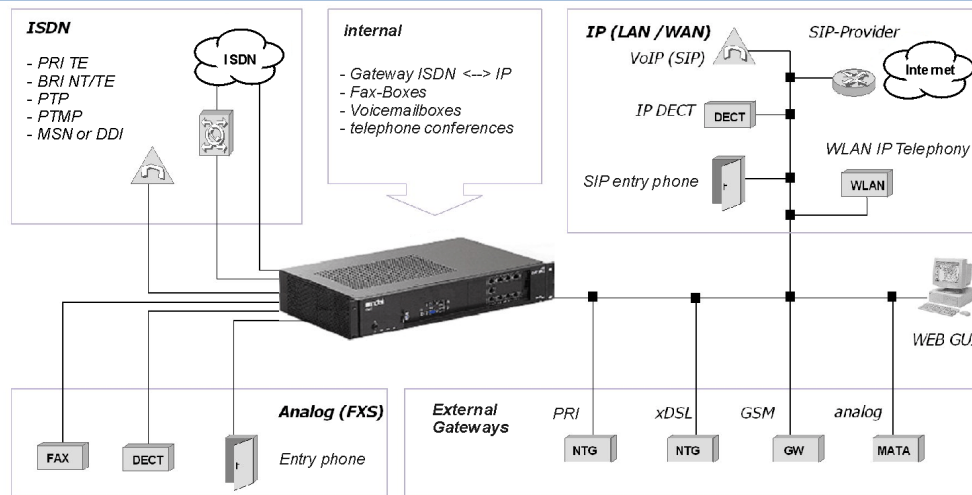 ISDN
- PRI TE
- BRI NT/TE
- PTP
- PTMP
- MSN or DDI
ISDN
internal
- Gateway ISDN <--> IP
- Fax-Boxes
- Voicemailboxes
- telephone conferences
IP (LAN /WAN)
VoIP (SIP)
SIP-Provider
Internet
IP DECT
DECT
WLAN IP Telephony
SIP entry phone
WLAN
WEB GU
Analog (FXS)
FAX
DECT
Entry phone
External
Gateways
PRI
xDSL
GSM
analog
NTG
NTG
GW
MATA